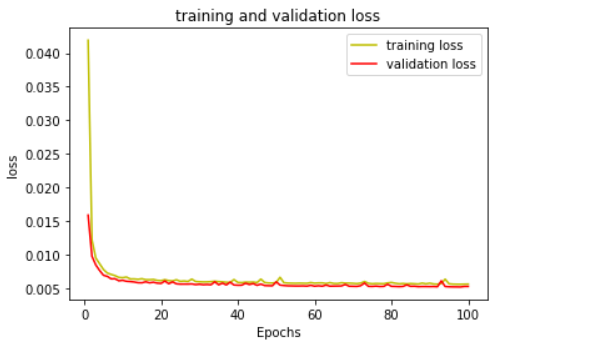 training and validation loss
training loss
validation loss
0.040
0.035
0.030
0.025
0.020
0.015
0.010
0.005
loss
0 20 40 60 80 100
Epochs